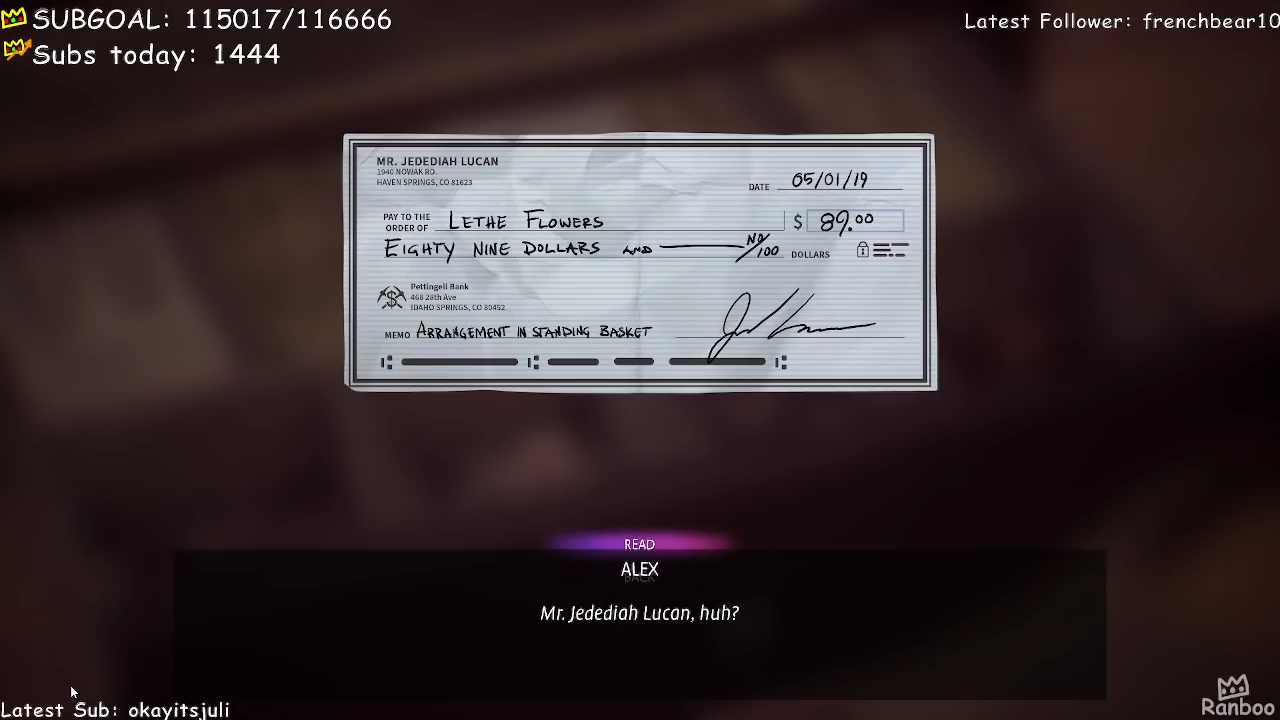 SUBGOAL: 115017/116666
Latest Follower: frenchbear10
Subs today: 1444
MR. JEDEDIAH LUCAN
1940 NOWAK RD.
HAVEN SPRINGS, CO 81623
DATE 05/01/19
PAY TO THE
ORDER OF LETHE FLOWERS $ 89.00
EIGHTY NINE DOLLARS AND NO/100 DOLLARS
Pettingell Bank
468 28th Ave
IDAHO SPRINGS, CO 80452
MEMO ARRANGEMENT IN STANDING BASKET
READ
ALEX
BACK
Mr. Jedediah Lucan, huh?
Latest Sub: okayitsjuli
Ranboo